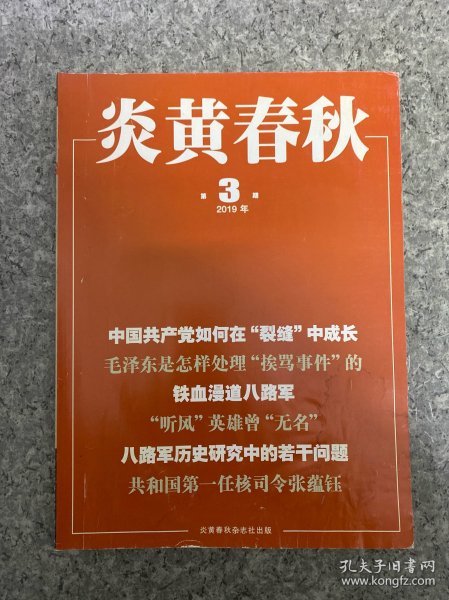 炎黄春秋
第 3 期
2019 年
中国共产党如何在“裂缝”中成长
毛泽东是怎样处理“挨骂事件”的
铁血漫道八路军
“听风”英雄曾“无名”
八路军历史研究中的若干问题
共和国第一任核司令张蕴钰
炎黄春秋杂志社出版
孔夫子旧书网
www.kongfz.com